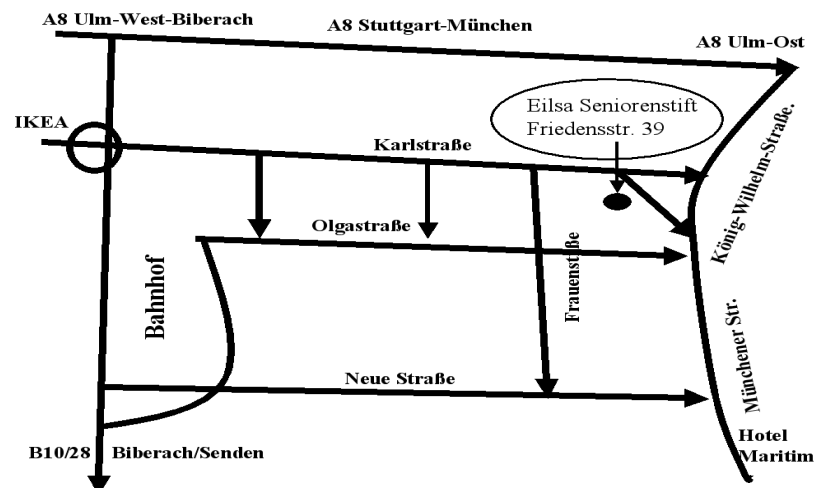 A8 Ulm-West-Biberach
A8 Stuttgart-München
A8 Ulm-Ost
Eilsa Seniorenstift
Friedensstr. 39
IKEA
Karlstraße
König-Wilhelm-Straße.
Olgastraße
Bahnhof
Frauenstiße
Münchener Str.
Neue Straße
Hotel
Maritim
B10/28
Biberach/Senden